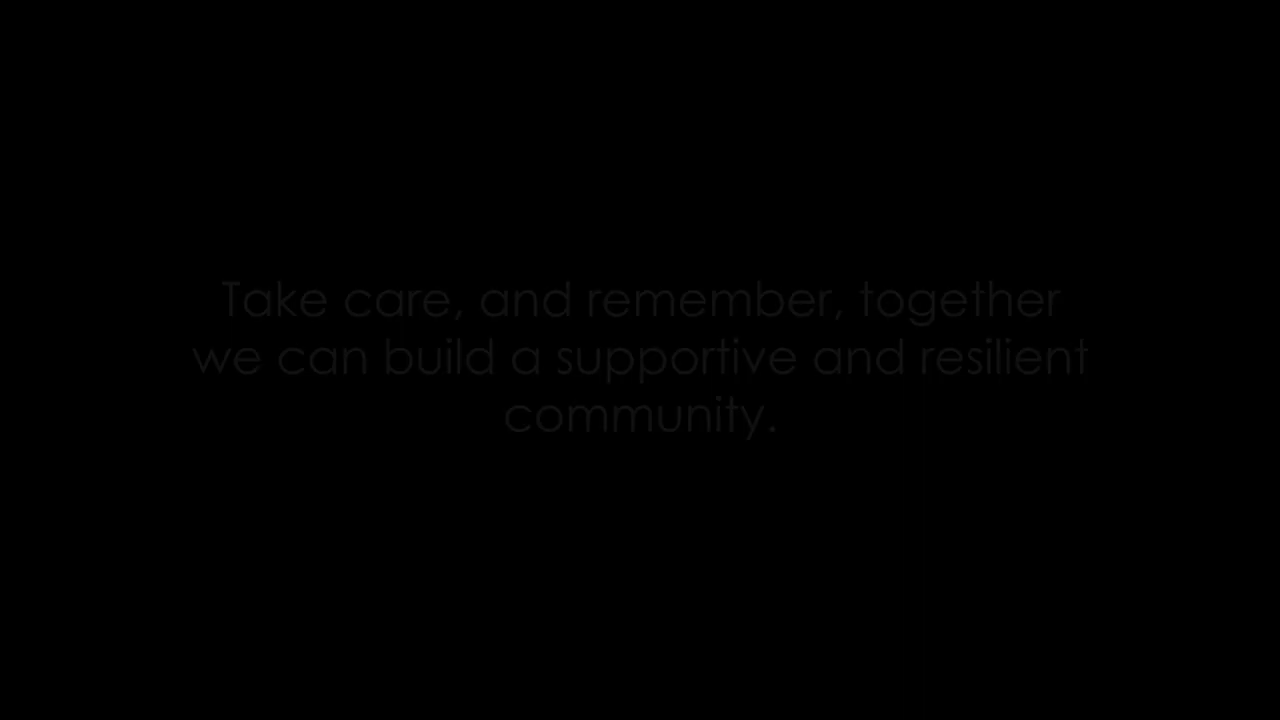 Take care, and remember, together
we can build a supportive and resilient
community.